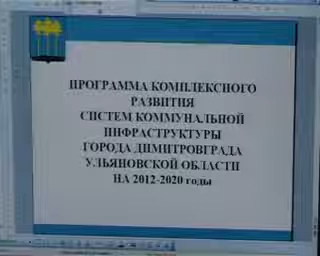 ПРОГРАММА КОМПЛЕКСНОГО
РАЗВИТИЯ
СИСТЕМ КОММУНАЛЬНОЙ
ИНФРАСТРУКТУРЫ
ГОРОДА ДИМИТРОВГРАДА
УЛЬЯНОВСКОЙ ОБЛАСТИ
НА 2012-2020 годы